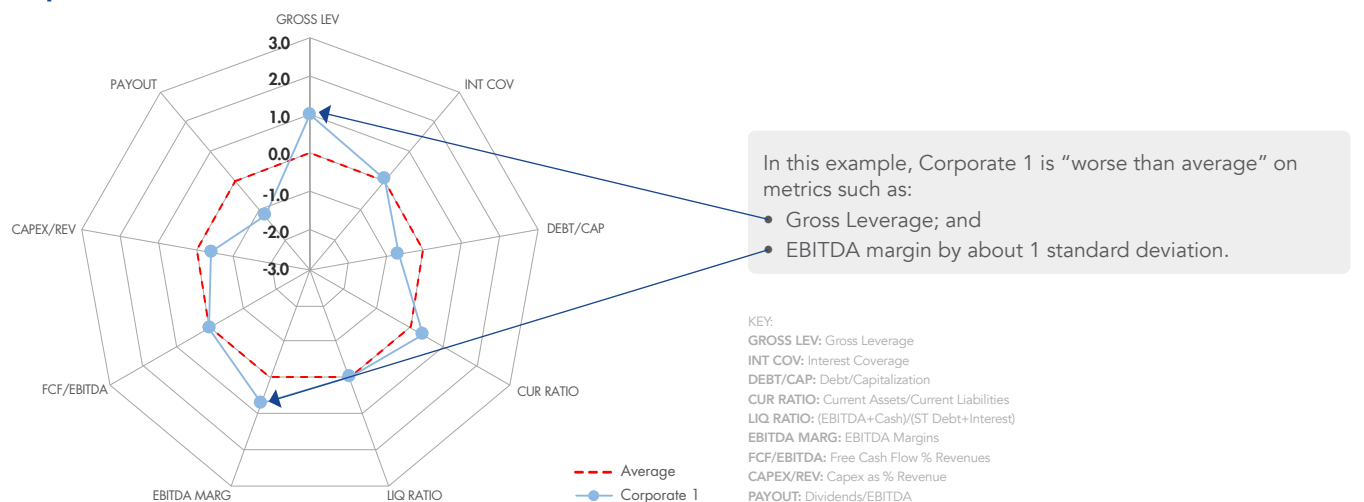 GROSS LEV
3.0
2.0
1.0
0.0
-1.0
-2.0
-3.0
PAYOUT
INT COV
CAPEX/REV
DEBT/CAP
FCF/EBITDA
CUR RATIO
EBITDA MARG
LIQ RATIO
Average
Corporate 1
In this example, Corporate 1 is “worse than average” on
metrics such as:
• Gross Leverage; and
• EBITDA margin by about 1 standard deviation.
KEY:
GROSS LEV: Gross Leverage
INT COV: Interest Coverage
DEBT/CAP: Debt/Capitalization
CUR RATIO: Current Assets/Current Liabilities
LIQ RATIO: (EBITDA+Cash)/(ST Debt+Interest)
EBITDA MARG: EBITDA Margins
FCF/EBITDA: Free Cash Flow % Revenues
CAPEX/REV: Capex as % Revenue
PAYOUT: Dividends/EBITDA